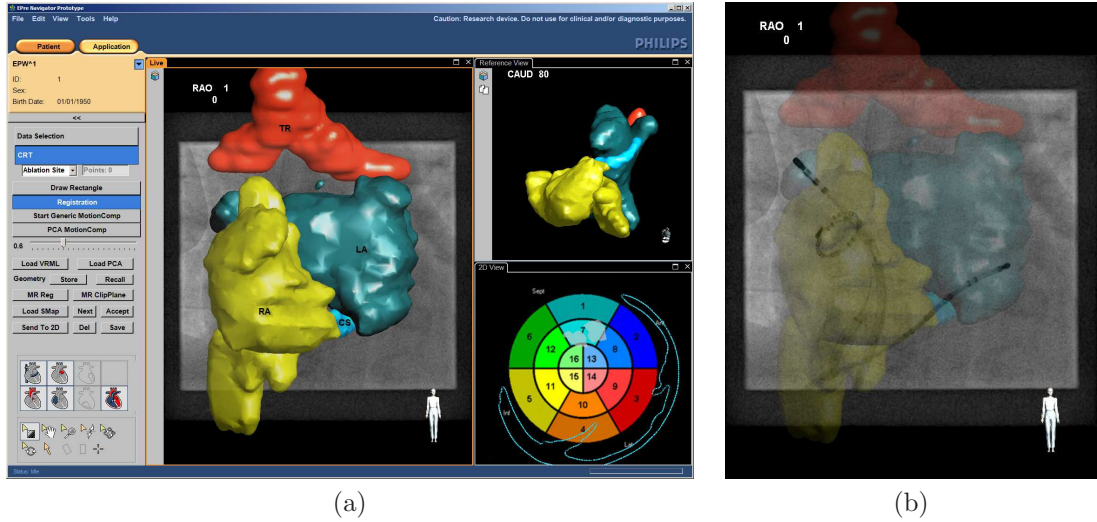 EPre Navigator Prototype
File Edit View Tools Help
Caution: Research device. Do not use for clinical and/or diagnostic purposes.
Patient Application
PHILIPS
EPW^1
ID: 1
Sex:
Birth Date: 01/01/1950
<<
Data Selection
CRT
Ablation Site Points: 0
Draw Rectangle
Registration
Start Generic MotionComp
PCA MotionComp
0.6
Load VRML Load PCA
Geometry Store Recall
MR Reg MR ClipPlane
Load SMap Next Accept
Send To 2D Del Save
Status: Idle
Live
RAO 1
0
TR
LA
RA
CS
Reference View
CAUD 80
2D View
Sept
1
6 7 2
12 8
16 13
15 14
5 11 9 3
10
4
Inf
Lat
RAO 1
0
(a) (b)